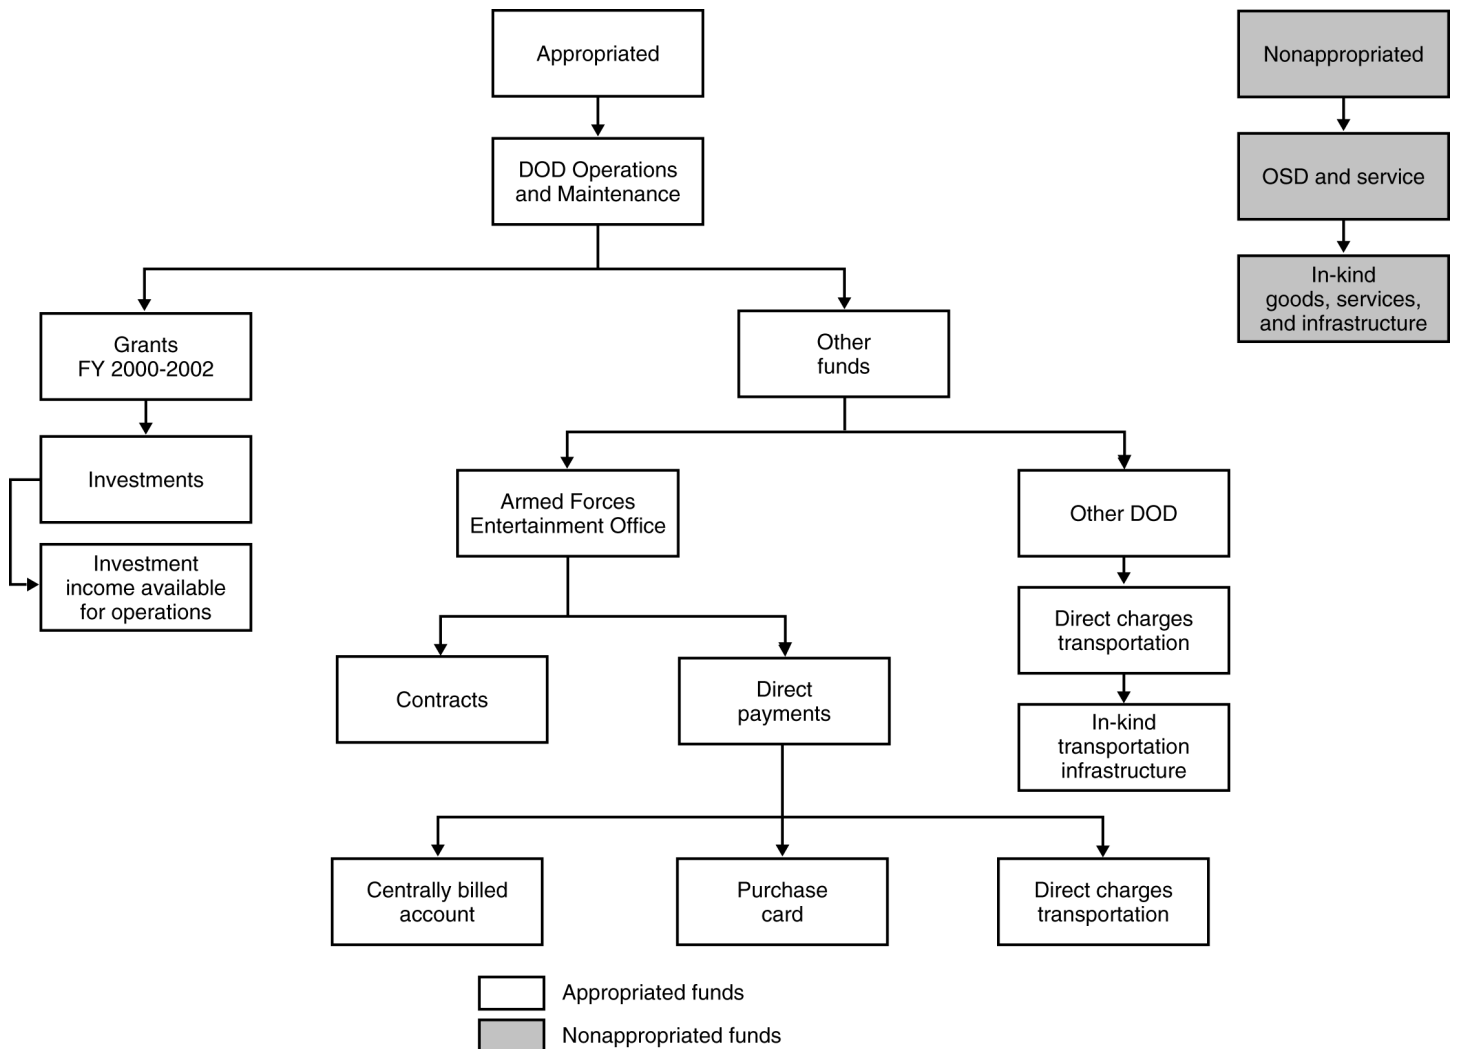 Appropriated
Nonappropriated
DOD Operations
and Maintenance
OSD and service
In-kind
goods, services,
and infrastructure
Grants
FY 2000-2002
Other
funds
Investments
Armed Forces
Entertainment Office
Other DOD
Investment
income available
for operations
Direct charges
transportation
Contracts
Direct
payments
In-kind
transportation
infrastructure
Centrally billed
account
Purchase
card
Direct charges
transportation
Appropriated funds
Nonappropriated funds